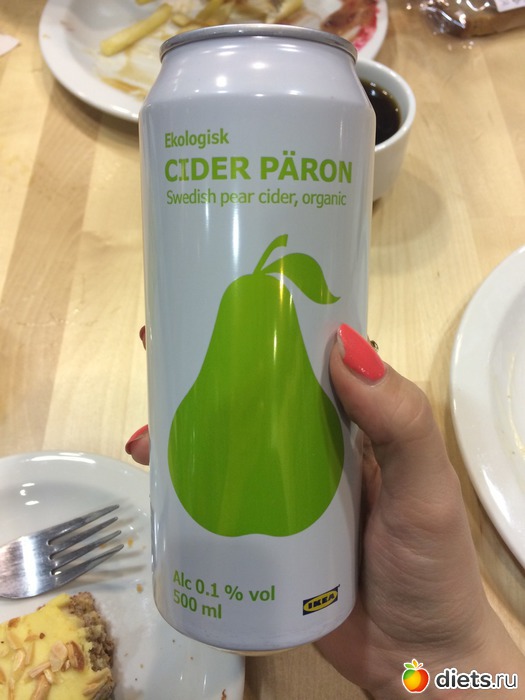 Ekologisk
CIDER PÄRON
Swedish pear cider, organic
Alc 0.1 % vol
500 ml
IKEA
diets.ru